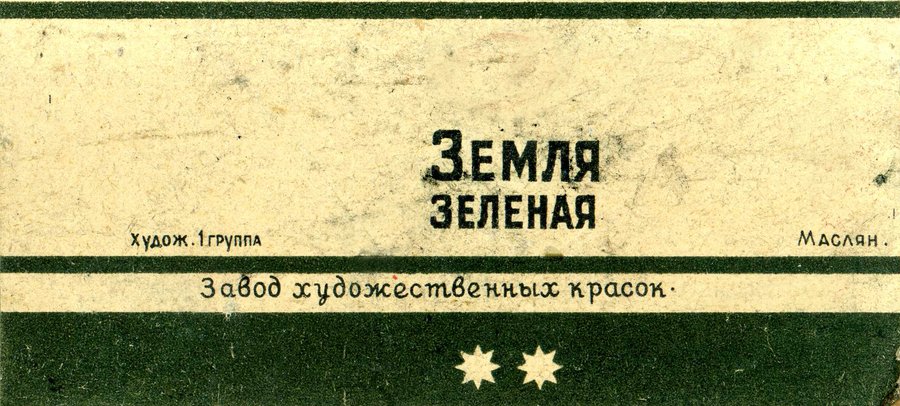 Земля
зеленая
Худож. 1 группа
Маслян.
Завод художественных красок.